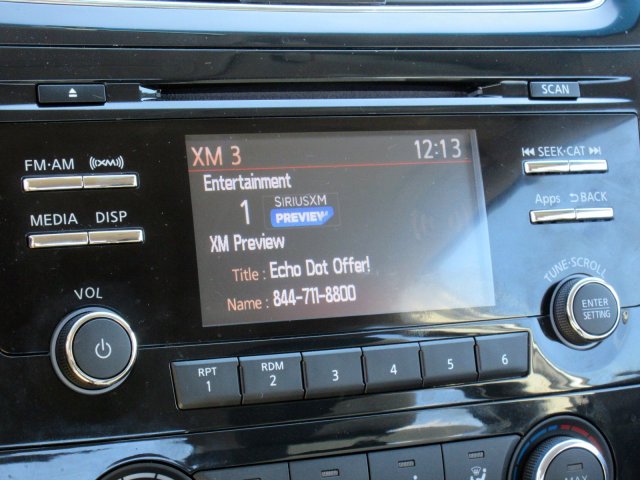 SCAN
FM·AM ((XM))
MEDIA DISP
VOL
XM 3 12:13
Entertainment
1 SIRIUSXM
PREVIEW
XM Preview
Title : Echo Dot Offer!
Name : 844-711-8800
SEEK·CAT
Apps BACK
TUNE·SCROLL
ENTER
SETTING
RPT
1
RDM
2
3
4
5
6
MAX